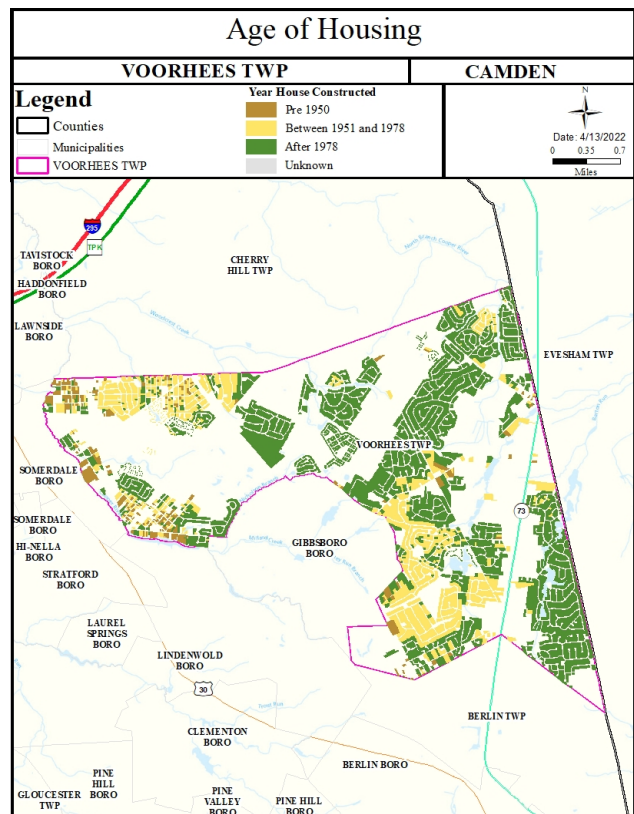 Age of Housing
VOORHEES TWP
CAMDEN
Legend
Counties
Municipalities
VOORHEES TWP
Year House Constructed
Pre 1950
Between 1951 and 1978
After 1978
Unknown
N
Date: 4/13/2022
0 0.35 0.7
Miles
295
TPK
TAVISTOCK
BORO
HADDONFIELD
BORO
CHERRY
HILL TWP
LAWNSIDE
BORO
EVESHAM TWP
VOORHEES TWP
SOMERDALE
BORO
73
SOMERDALE
BORO
HI-NELLA
BORO
GIBBSBORO
BORO
STRATFORD
BORO
LAUREL
SPRINGS
BORO
LINDENWOLD
BORO
30
BERLIN TWP
CLEMENTON
BORO
BERLIN BORO
PINE
HILL
BORO
GLOUCESTER
TWP
PINE
VALLEY
BORO
PINE HILL
BORO